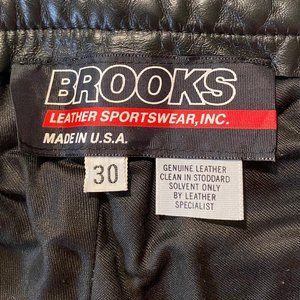 BROOKS
LEATHER SPORTSWEAR, INC.
MADE IN U.S.A.
30
GENUINE LEATHER
CLEAN IN STODDARD
SOLVENT ONLY
BY LEATHER
SPECIALIST